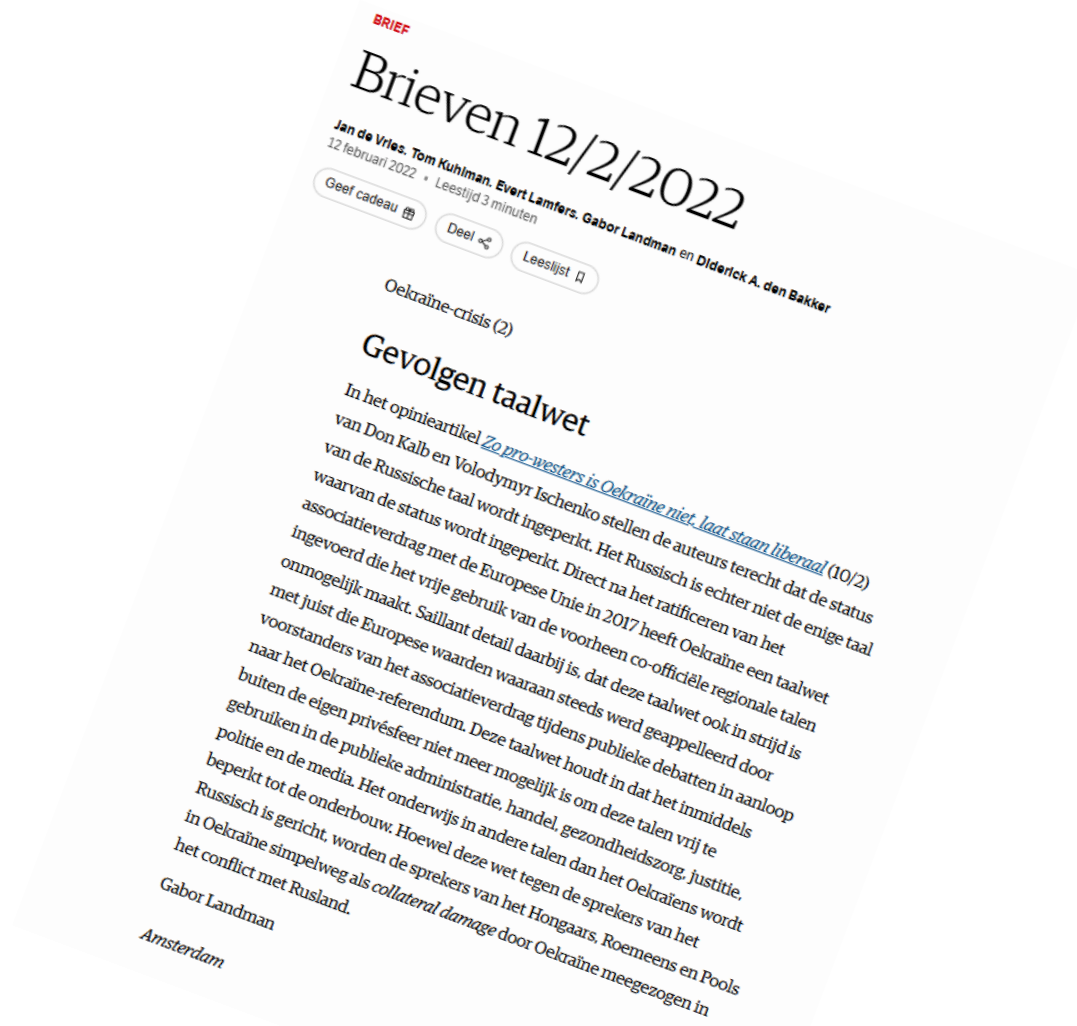 BRIEF
Brieven 12/2/2022
Jan de Vries. Tom Kuhlman. Evert Lamfers. Gabor Landman en Diderick A. den Bakker
12 februari 2022 • Leestijd 3 minuten
Geef cadeau Deel Leeslijst
Oekraïne-crisis (2)
Gevolgen taalwet
In het opinieartikel Zo pro-westers is Oekraïne niet, laat staan liberaal (10/2)
van Don Kalb en Volodymyr Ischenko stellen de auteurs terecht dat de status
van de Russische taal wordt ingeperkt. Het Russisch is echter niet de enige taal
waarvan de status wordt ingeperkt. Direct na het ratificeren van het
associatieverdrag met de Europese Unie in 2017 heeft Oekraïne een taalwet
ingevoerd die het vrije gebruik van de voorheen co-officiële regionale talen
onmogelijk maakt. Saillant detail daarbij is, dat deze taalwet ook in strijd is
met juist die Europese waarden waaraan steeds werd geappelleerd door
voorstanders van het associatieverdrag tijdens publieke debatten in aanloop
naar het Oekraïne-referendum. Deze taalwet houdt in dat het inmiddels
buiten de eigen privésfeer niet meer mogelijk is om deze talen vrij te
gebruiken in de publieke administratie, handel, gezondheidszorg, justitie,
politie en de media. Het onderwijs in andere talen dan het Oekraïens wordt
beperkt tot de onderbouw. Hoewel deze wet tegen de sprekers van het
Russisch is gericht, worden de sprekers van het Hongaars, Roemeens en Pools
in Oekraïne simpelweg als collateral damage door Oekraïne meegezogen in
het conflict met Rusland.
Gabor Landman
Amsterdam